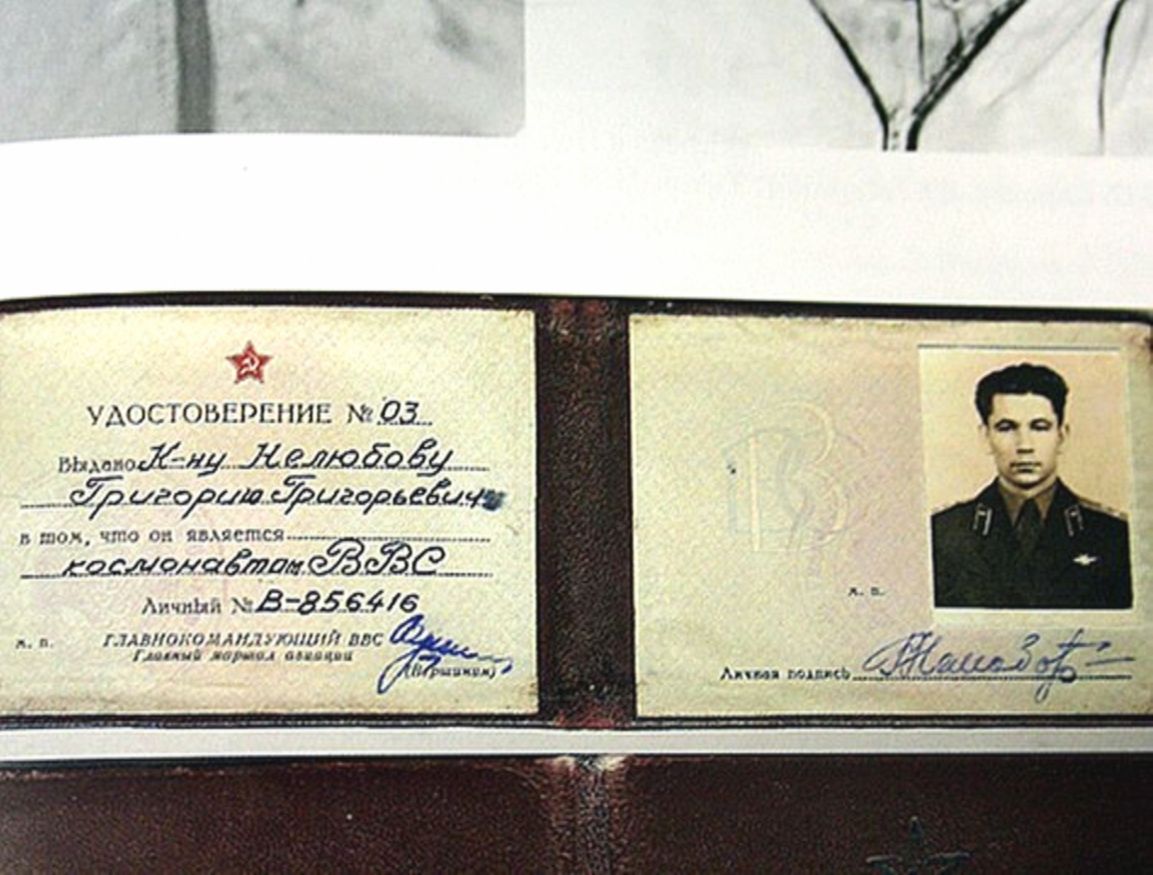 УДОСТОВЕРЕНИЕ № 03
Выдано К-ну Нелюбову
Григорию Григорьевичу
в том, что он является
космонавтом ВВС
Личный № В-856416
м. п. ГЛАВНОКОМАНДУЮЩИЙ ВВС
Главный маршал авиации
(Вершинин)
м. п.
Личная подпись